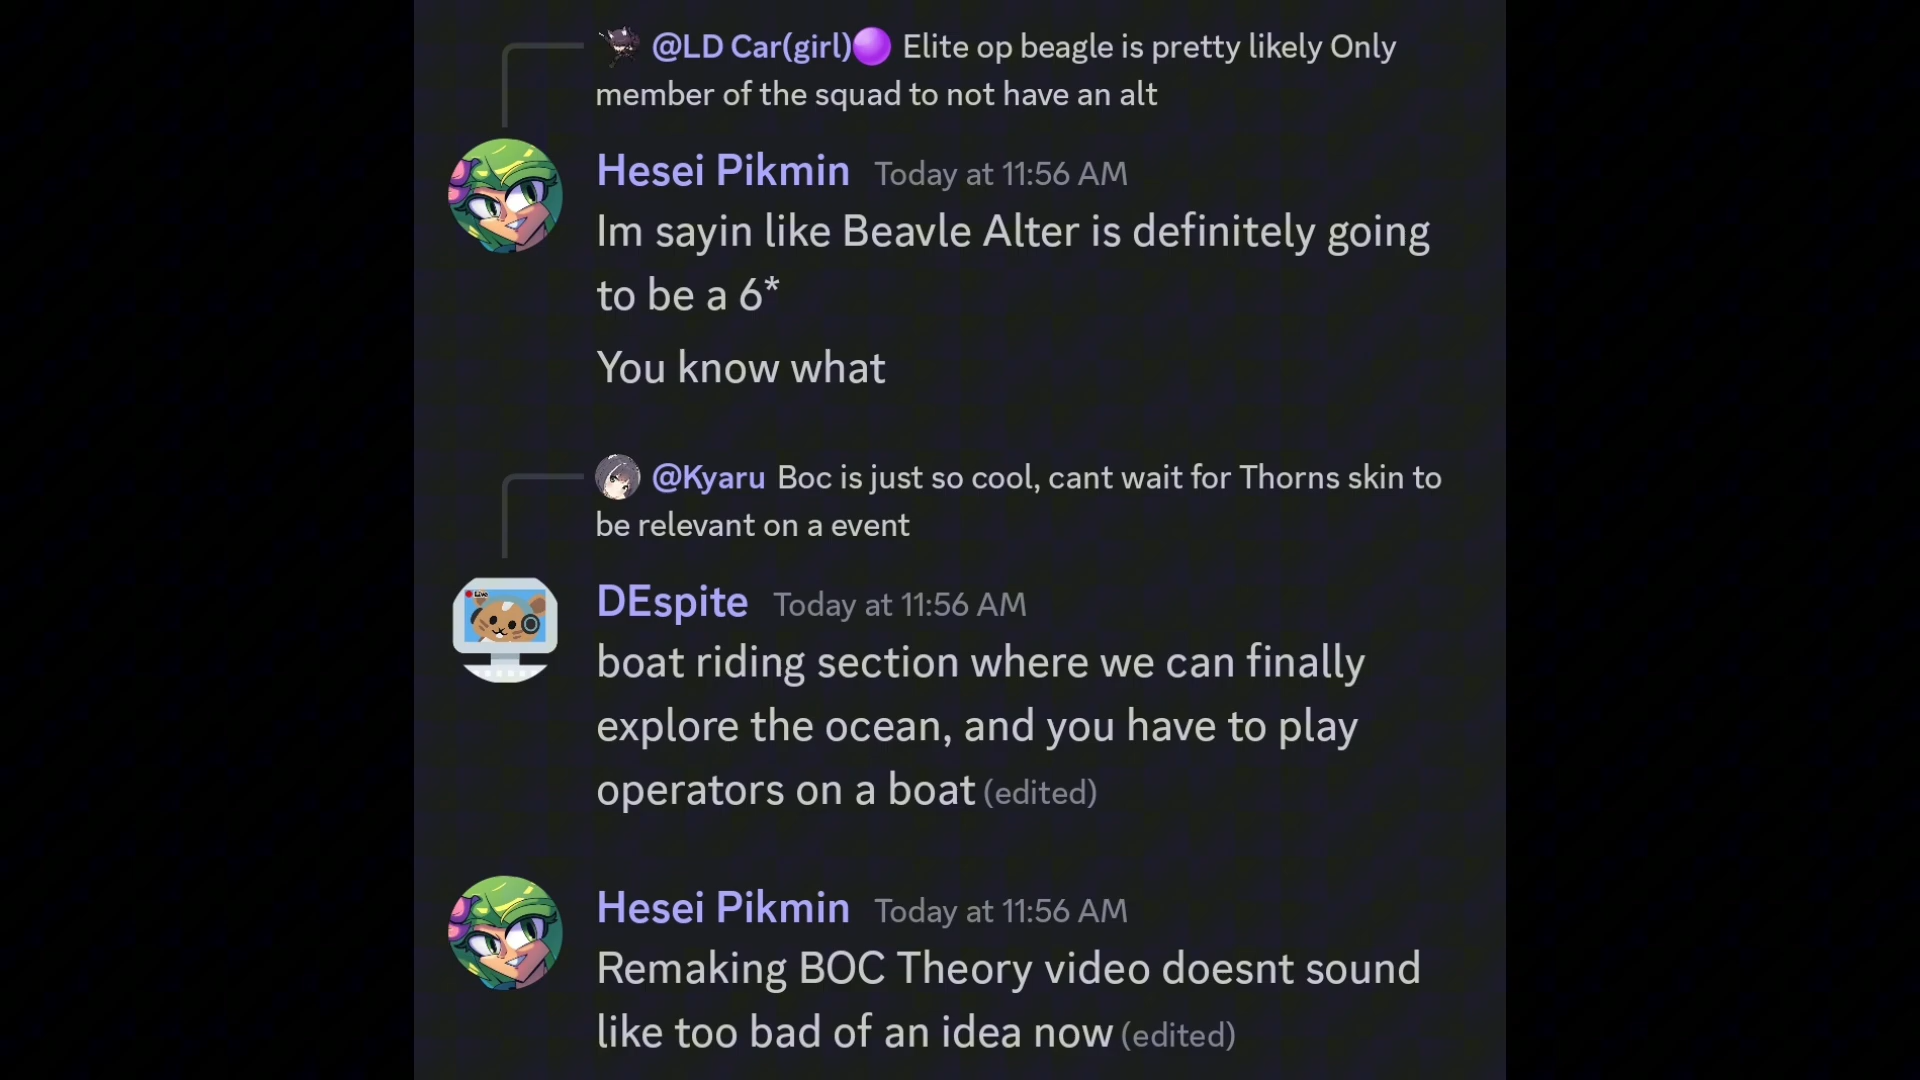 @LD Car(girl)🟣 Elite op beagle is pretty likely Only
member of the squad to not have an alt
Hesei Pikmin Today at 11:56 AM
Im sayin like Beavle Alter is definitely going
to be a 6*
You know what
@Kyaru Boc is just so cool, cant wait for Thorns skin to
be relevant on a event
Live
DEspite Today at 11:56 AM
boat riding section where we can finally
explore the ocean, and you have to play
operators on a boat (edited)
Hesei Pikmin Today at 11:56 AM
Remaking BOC Theory video doesnt sound
like too bad of an idea now (edited)